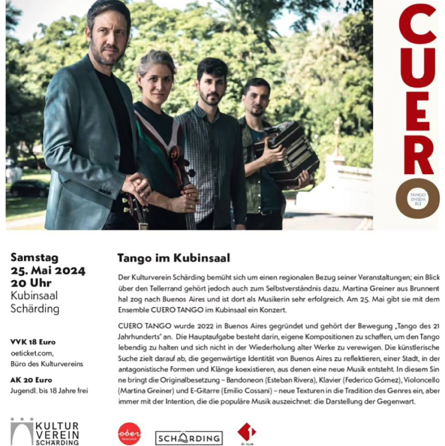 CUERO
TANGO
Samstag
25. Mai 2024
20 Uhr
Kubinsaal
Schärding
VVK 18 Euro
oeticket.com,
Büro des Kulturvereins
AK 20 Euro
Jugendl. bis 18 Jahre frei
Tango im Kubinsaal
Der Kulturverein Schärding bemüht sich um einen regionalen Bezug seiner Veranstaltungen; ein Blick
über den Tellerrand gehört jedoch auch zum Selbstverständnis dazu. Martina Greiner aus Brunnent
hal zog nach Buenos Aires und ist dort als Musikerin sehr erfolgreich. Am 25. Mai gibt sie mit dem
Ensemble CUERO TANGO im Kubinsaal ein Konzert.
CUERO TANGO wurde 2022 in Buenos Aires gegründet und gehört der Bewegung „Tango des 21
Jahrhunderts" an. Die Hauptaufgabe besteht darin, eigene Kompositionen zu schaffen, um den Tango
lebendig zu halten und sich nicht in der Wiederholung alter Werke zu verewigen. Die künstlerische
Suche zielt darauf ab, die gegenwärtige Identität von Buenos Aires zu reflektieren, einer Stadt, in der
antagonistische Formen und Klänge koexistieren, aus denen eine neue Musik entsteht. In diesem Sin
ne bringt die Originalbesetzung – Bandoneon (Esteban Rivera), Klavier (Federico Gómez), Violoncello
(Martina Greiner) und E-Gitarre (Emilio Cossani) – neue Texturen in die Tradition des Genres ein, aber
immer mit der Intention, die die populäre Musik auszeichnet: die Darstellung der Gegenwart.
KULTUR
VEREIN
SCHÄRDING
SCHÄRDING